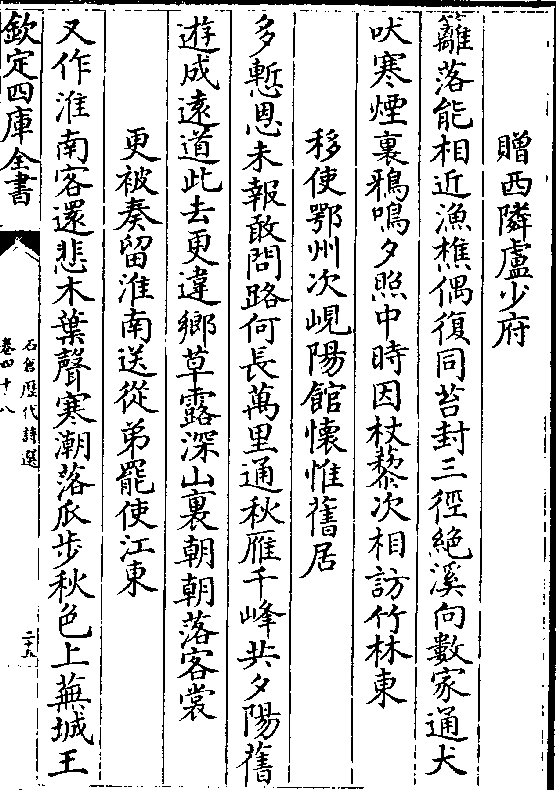 贈西隣盧少府
籬落能相近漁樵偶復同苔封三徑絶溪向數家通犬
吠寒煙裏鴉鳴夕照中時因杖藜次相訪竹林東
移使鄂州次峴陽館懐惟舊居
多慙恩未報敢問路何長萬里通秋雁千峰共夕陽舊
遊成遠道此去更違鄉草露深山裏朝朝落客裳
更被奏留淮南送從弟罷使江東
又作淮南客還悲木葉聲寒潮落瓜步秋色上蕪城王
欽定四庫全書
石倉歴代詩選
卷四十八
二十五